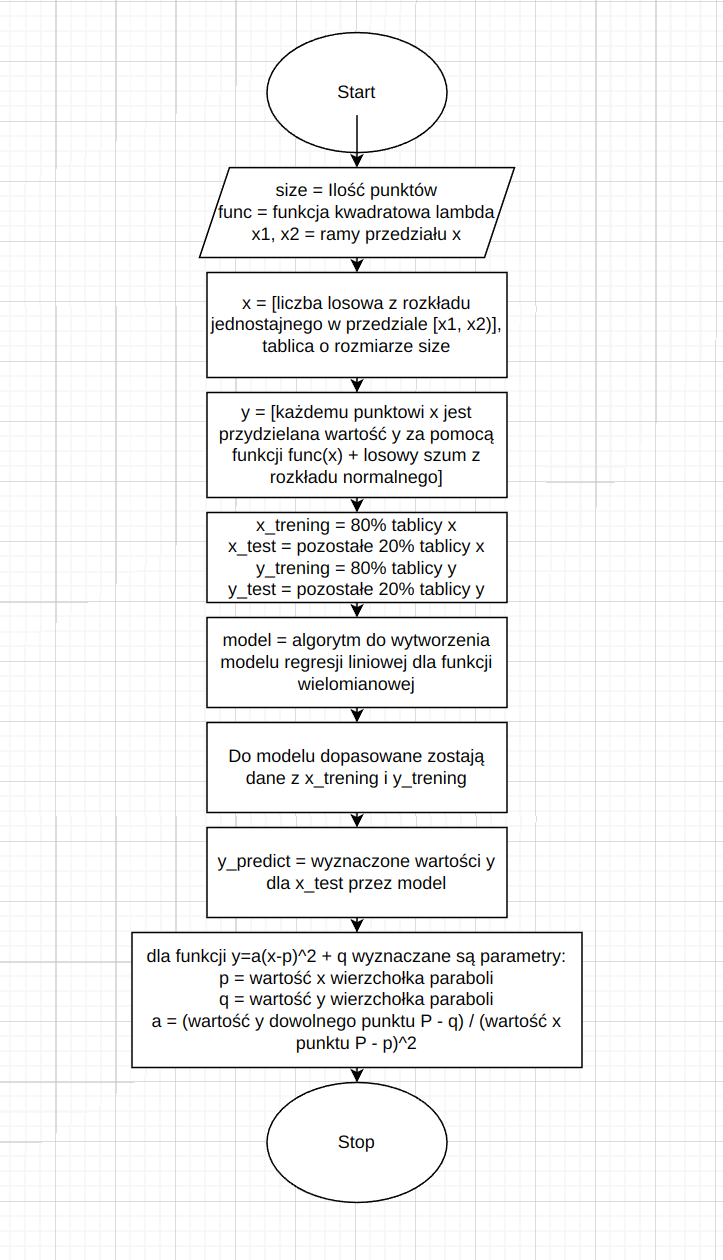 Start
size = Ilość punktów
func = funkcja kwadratowa lambda
x1, x2 = ramy przedziału x
x = [liczba losowa z rozkładu
jednostajnego w przedziale [x1, x2)],
tablica o rozmiarze size
y = [każdemu punktowi x jest
przydzielana wartość y za pomocą
funkcji func(x) + losowy szum z
rozkładu normalnego]
x_trening = 80% tablicy x
x_test = pozostałe 20% tablicy x
y_trening = 80% tablicy y
y_test = pozostałe 20% tablicy y
model = algorytm do wytworzenia
modelu regresji liniowej dla funkcji
wielomianowej
Do modelu dopasowane zostają
dane z x_trening i y_trening
y_predict = wyznaczone wartości y
dla x_test przez model
dla funkcji y=a(x-p)^2 + q wyznaczane są parametry:
p = wartość x wierzchołka paraboli
q = wartość y wierzchołka paraboli
a = (wartość y dowolnego punktu P - q) / (wartość x
punktu P - p)^2
Stop